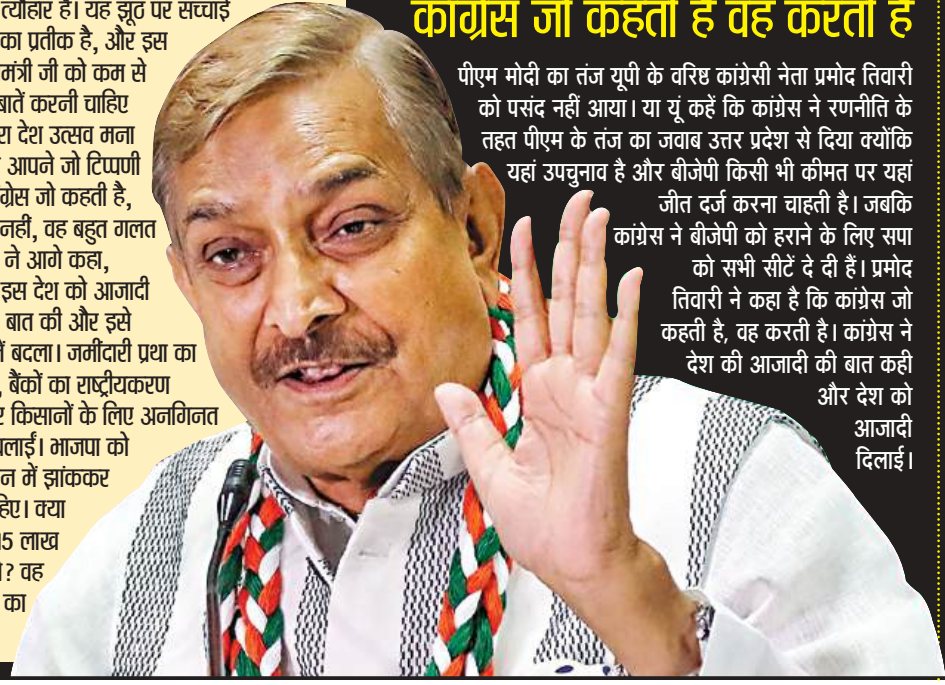 त्यौहार है। यह झूठ पर सच्चाई
का प्रतीक है, और इस
मंत्री जी को कम से
बातें करनी चाहिए
देश उत्सव मना
आपने जो टिप्पणी
जो कहती है,
नहीं, वह बहुत गलत
ने आगे कहा,
इस देश को आजादी
बात की और इसे
बदला। जमींदारी प्रथा का
बैंकों का राष्ट्रीयकरण
किसानों के लिए अनगिनत
भाजपा को
में झांककर
क्या
लाख
? वह
का
कांग्रेस जो कहती है वह करती है
पीएम मोदी का तंज यूपी के वरिष्ठ कांग्रेसी नेता प्रमोद तिवारी
को पसंद नहीं आया। या यूं कहें कि कांग्रेस ने रणनीति के
तहत पीएम के तंज का जवाब उत्तर प्रदेश से दिया क्योंकि
यहां उपचुनाव है और बीजेपी किसी भी कीमत पर यहां
जीत दर्ज करना चाहती है। जबकि
कांग्रेस ने बीजेपी को हराने के लिए सपा
को सभी सीटें दे दी हैं। प्रमोद
तिवारी ने कहा है कि कांग्रेस जो
कहती है, वह करती है। कांग्रेस ने
देश की आजादी की बात कही
और देश को
आजादी
दिलाई।